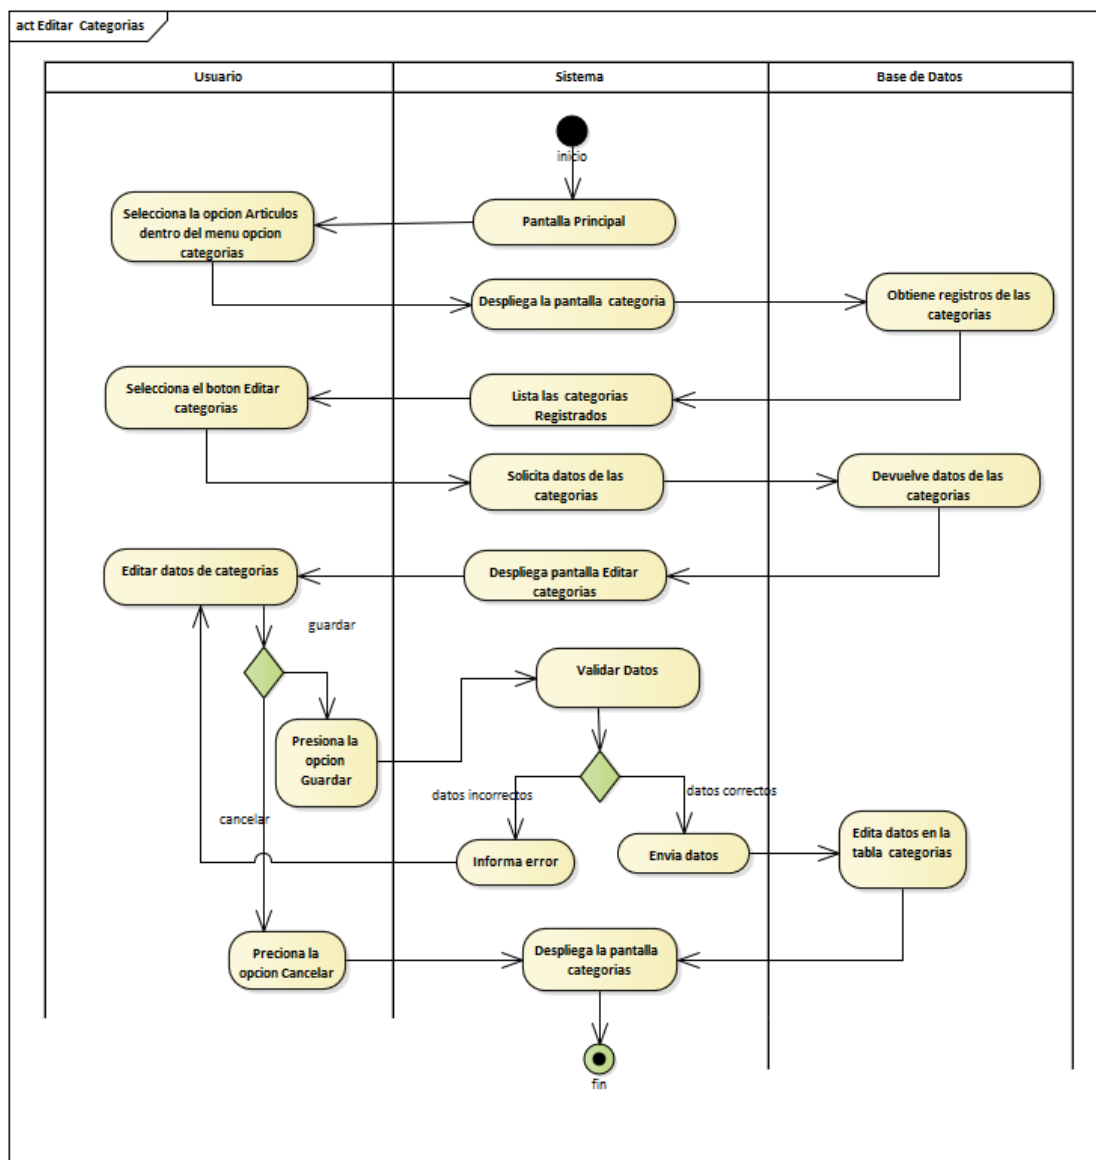 act Editar Categorias
Usuario
Sistema
Base de Datos
inicio
Pantalla Principal
Selecciona la opcion Articulos
dentro del menu opcion
categorias
Despliega la pantalla categoria
Obtiene registros de las
categorias
Lista las categorias
Registrados
Selecciona el boton Editar
categorias
Solicita datos de las
categorias
Devuelve datos de las
categorias
Despliega pantalla Editar
categorias
Editar datos de categorias
guardar
Presiona la
opcion
Guardar
Validar Datos
datos incorrectos
datos correctos
cancelar
Informa error
Envia datos
Edita datos en la
tabla categorias
Preciona la
opcion Cancelar
Despliega la pantalla
categorias
fin